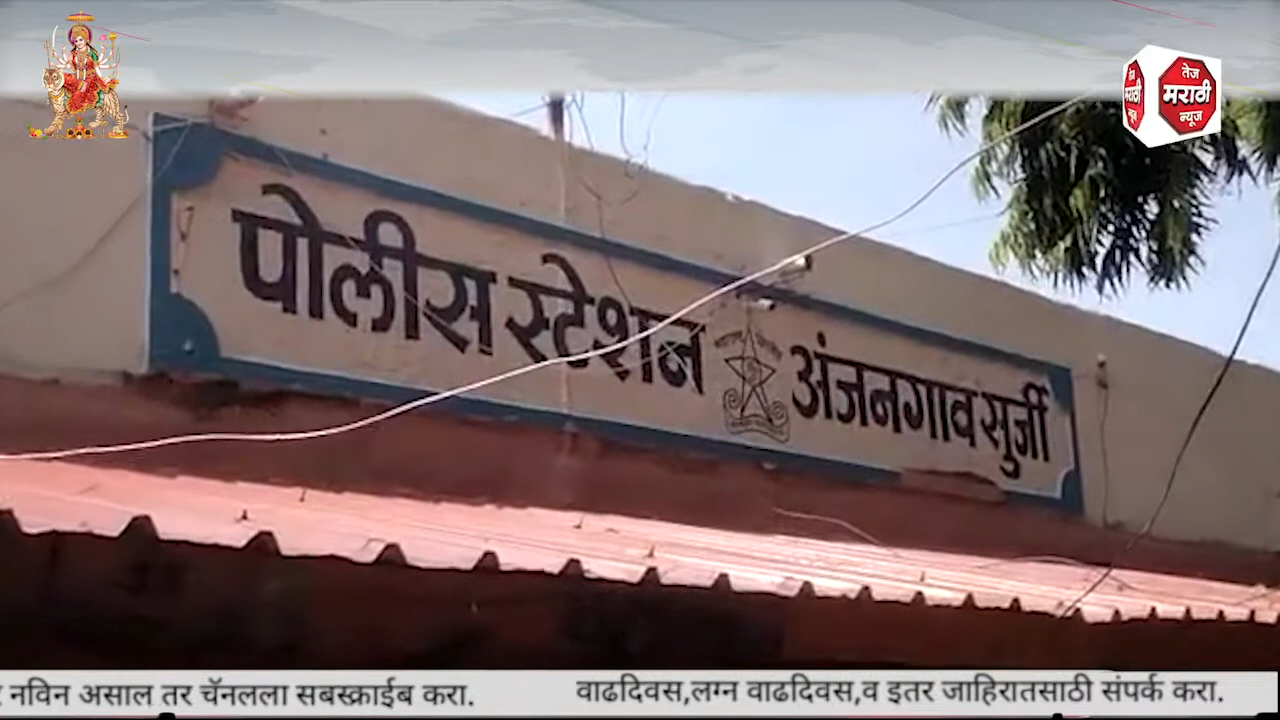 तेज
मराठी
न्यूज
पोलीस स्टेशन अंजनगाव सुर्जी
नविन असाल तर चॅनलला सबस्क्राईब करा. वाढदिवस,लग्न वाढदिवस,व इतर जाहिरातसाठी संपर्क करा.